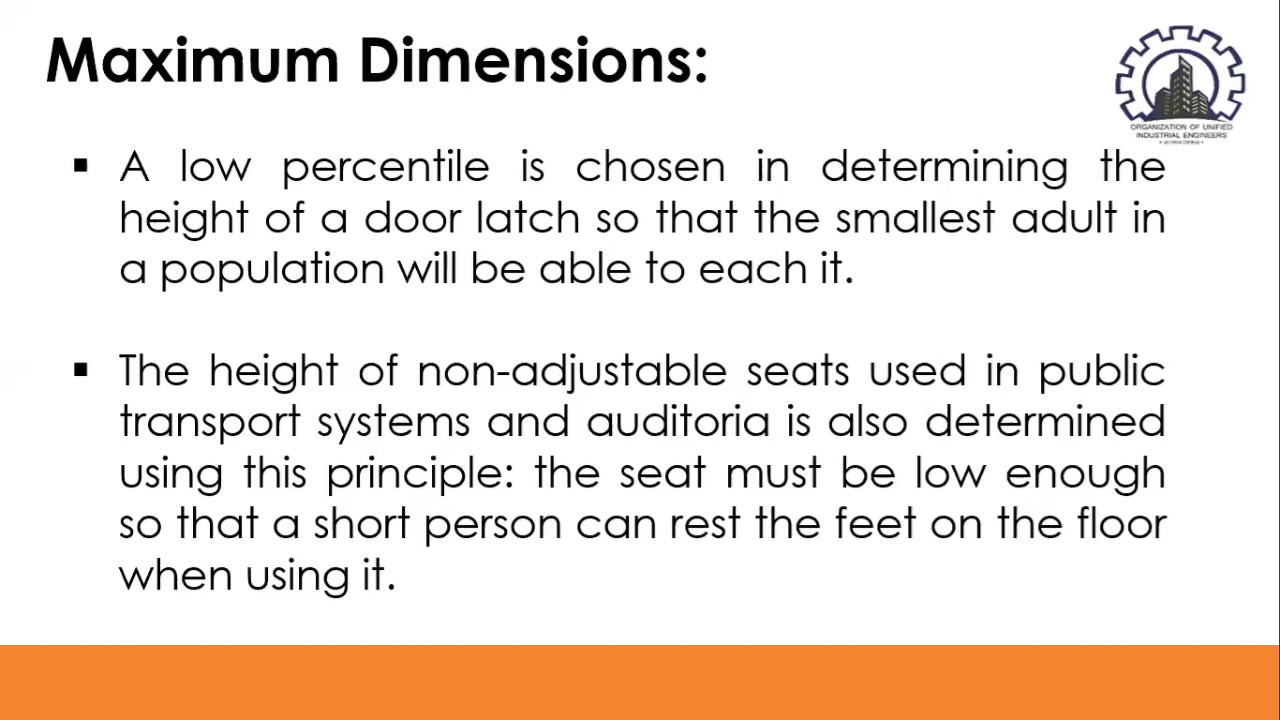 Maximum Dimensions:
ORGANIZATION OF UNIFIED
INDUSTRIAL ENGINEERS
▪ A low percentile is chosen in determining the
height of a door latch so that the smallest adult in
a population will be able to each it.
▪ The height of non-adjustable seats used in public
transport systems and auditoria is also determined
using this principle: the seat must be low enough
so that a short person can rest the feet on the floor
when using it.